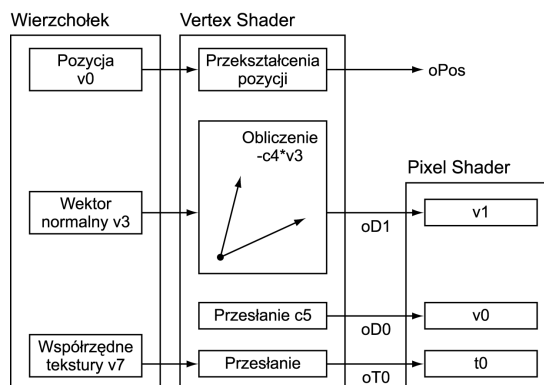 Wierzchołek
Vertex Shader
Pozycja
v0
Przekształcenia
pozycji
oPos
Obliczenie
-c4*v3
Pixel Shader
Wektor
normalny v3
oD1
v1
Przesłanie c5
oD0
v0
Współrzędne
tekstury v7
Przesłanie
oT0
t0